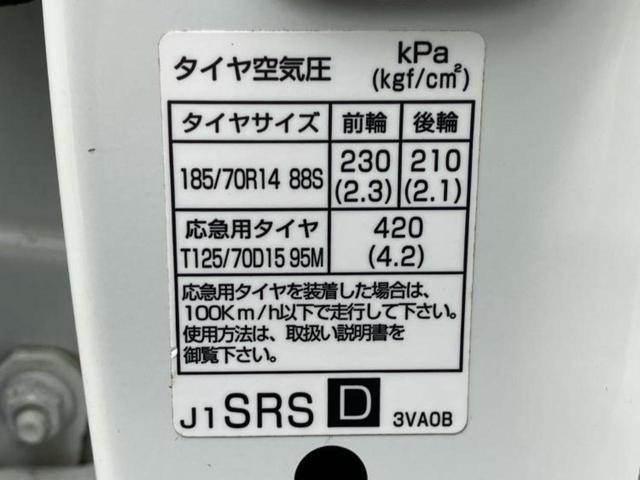 タイヤ空気圧 kPa
(kgf/cm²)
タイヤサイズ 前輪 後輪
185/70R14 88S 230 210
(2.3) (2.1)
応急用タイヤ 420
T125/70D15 95M (4.2)
応急用タイヤを装着した場合は、
100Km/h以下で走行して下さい。
使用方法は、取扱い説明書を
御覧下さい。
J1 SRS D 3VA0B